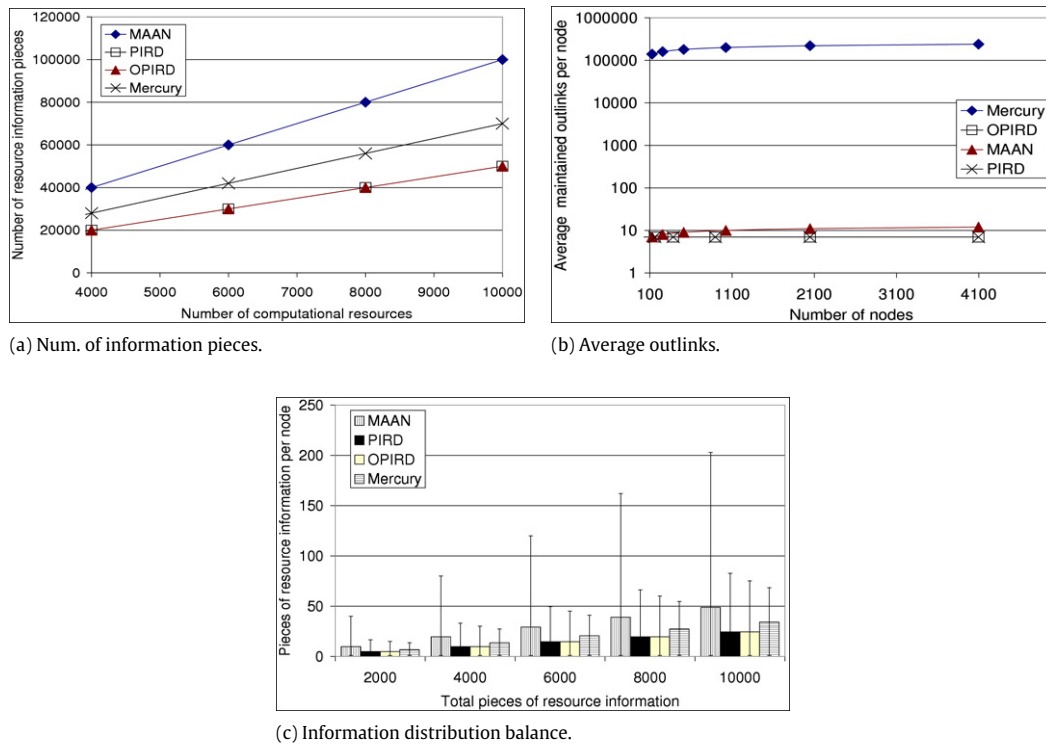 Number of resource information pieces
120000
100000
80000
60000
40000
20000
0
MAAN
PIRD
OPIRD
Mercury
4000 5000 6000 7000 8000 9000 10000
Number of computational resources
(a) Num. of information pieces.
Average maintained outlinks per node
1000000
100000
10000
1000
100
10
1
Mercury
OPIRD
MAAN
PIRD
100 1100 2100 3100 4100
Number of nodes
(b) Average outlinks.
Pieces of resource information per node
250
200
150
100
50
0
MAAN
PIRD
OPIRD
Mercury
2000 4000 6000 8000 10000
Total pieces of resource information
(c) Information distribution balance.